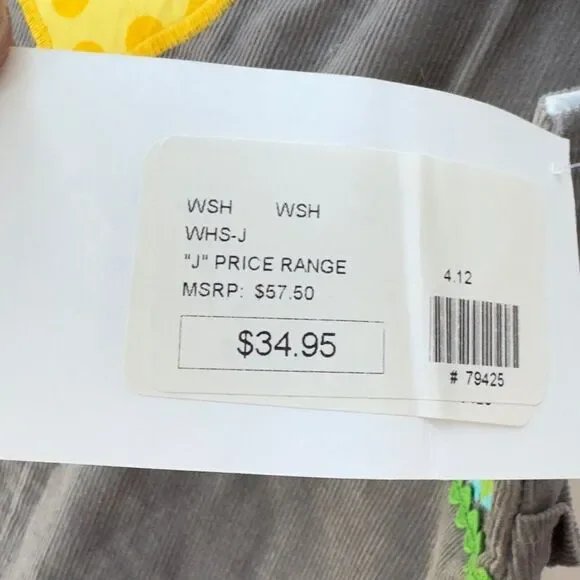 WSH WSH
WHS-J
"J" PRICE RANGE
MSRP: $57.50
$34.95
4.12
# 79425